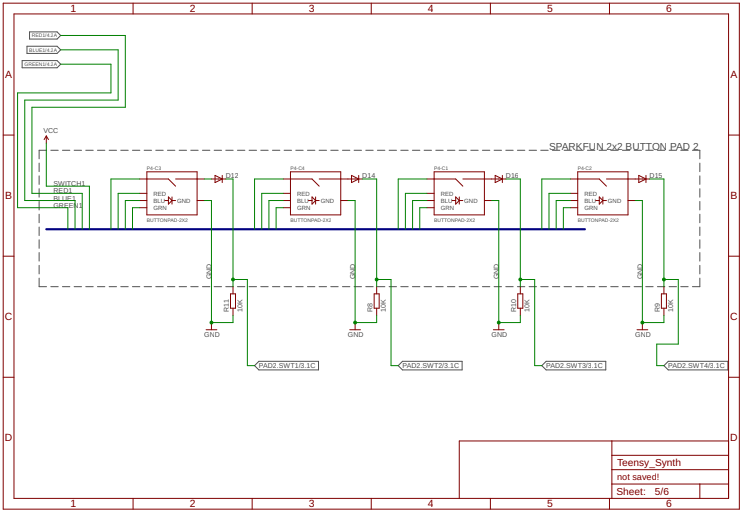 1 2 3 4 5 6
A A
RED1/4.2A
BLUE1/4.2A
GREEN1/4.2A
VCC
SPARKFUN 2x2 BUTTON PAD 2
P4-C3 P4-C4 P4-C1 P4-C2
D12 D14 D16 D15
B B
SWITCH1
RED1
BLUE1
GREEN1
RED RED RED RED
BLU GND BLU GND BLU GND BLU GND
GRN GRN GRN GRN
BUTTONPAD-2X2 BUTTONPAD-2X2 BUTTONPAD-2X2 BUTTONPAD-2X2
GND GND GND GND
R11 10K R8 10K R10 10K R9 10K
C C
GND GND GND GND
PAD2.SWT1/3.1C PAD2.SWT2/3.1C PAD2.SWT3/3.1C PAD2.SWT4/3.1C
D D
Teensy_Synth
not saved!
Sheet: 5/6
1 2 3 4 5 6